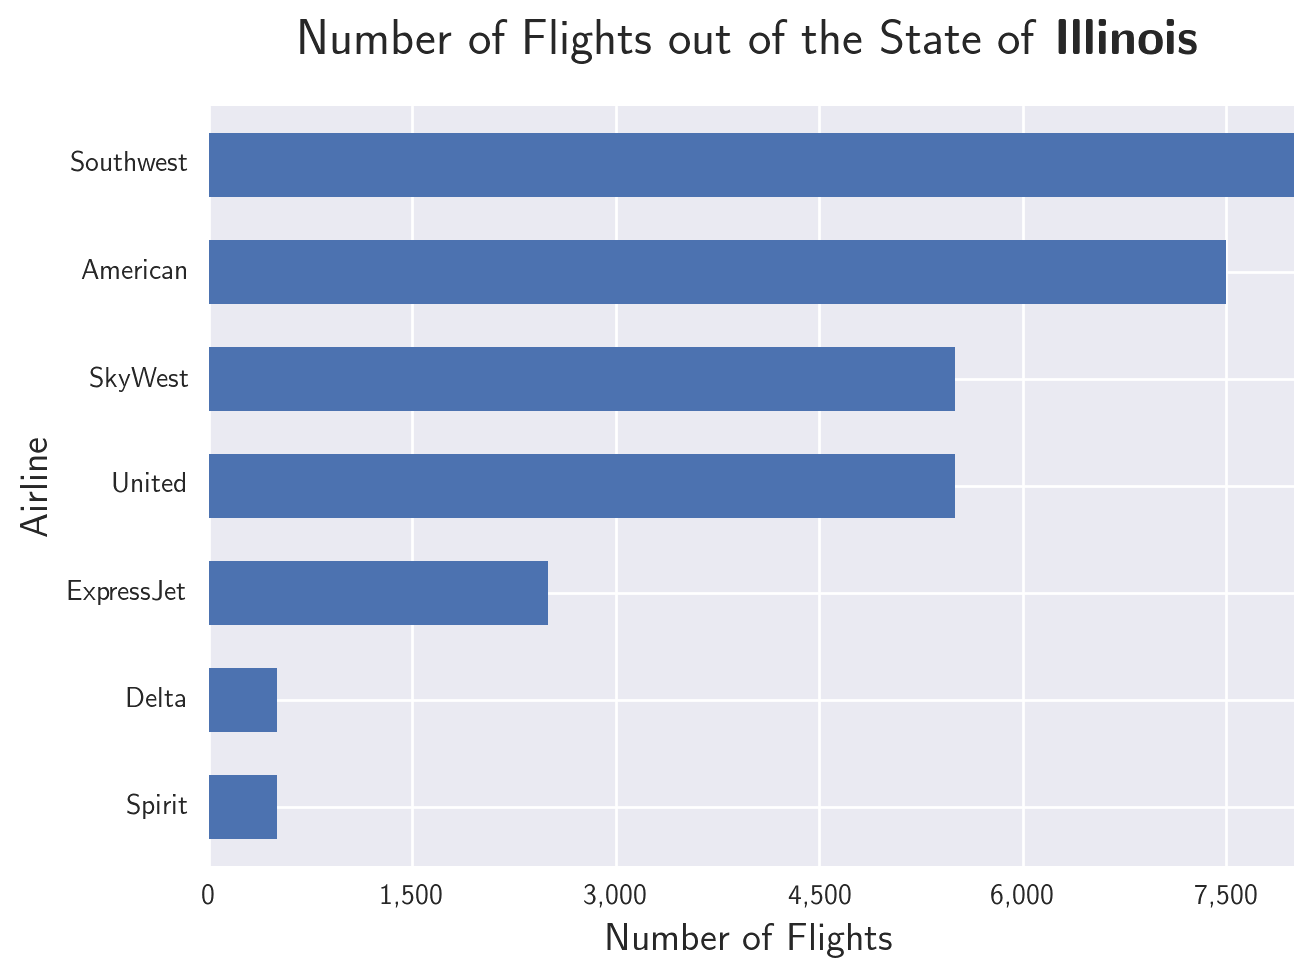 Number of Flights out of the State of Illinois
Southwest
American
SkyWest
United
ExpressJet
Delta
Spirit
Airline
0 1,500 3,000 4,500 6,000 7,500
Number of Flights